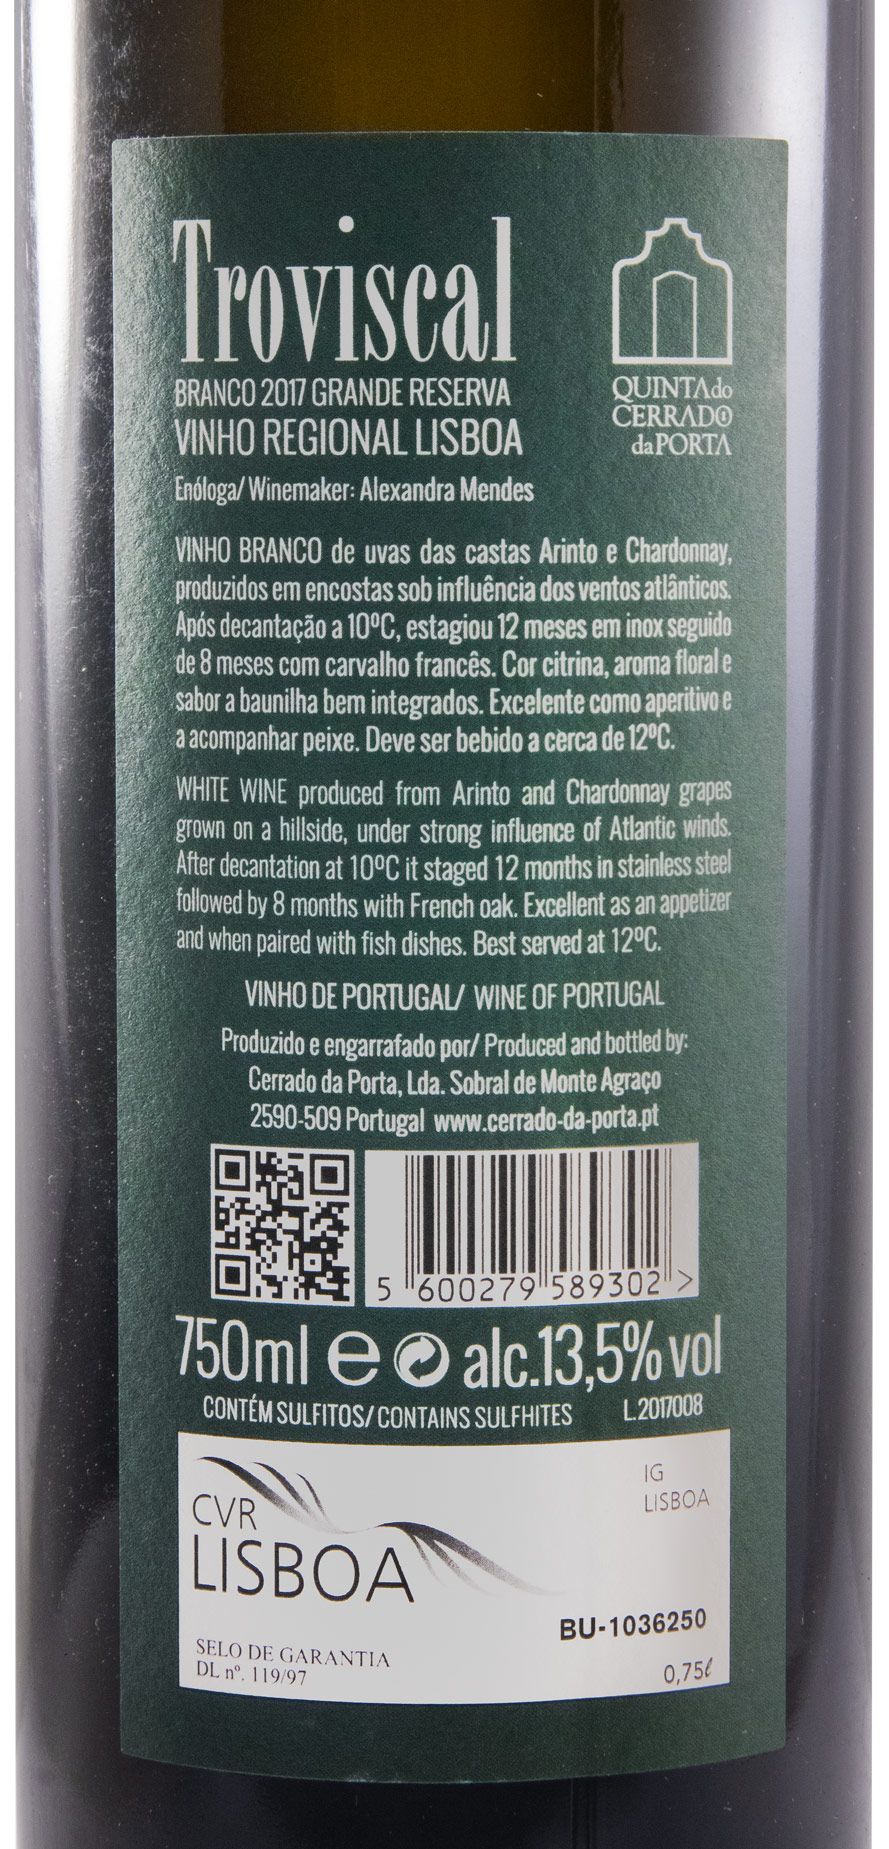 Troviscal
BRANCO 2017 GRANDE RESERVA
VINHO REGIONAL LISBOA
QUINTA do
CERRADO
da PORTA
Enóloga/ Winemaker: Alexandra Mendes
VINHO BRANCO de uvas das castas Arinto e Chardonnay,
produzidos em encostas sob influência dos ventos atlânticos.
Após decantação a 10ºC, estagiou 12 meses em inox seguido
de 8 meses com carvalho francês. Cor citrina, aroma floral e
sabor a baunilha bem integrados. Excelente como aperitivo e
a acompanhar peixe. Deve ser bebido a cerca de 12ºC.
WHITE WINE produced from Arinto and Chardonnay grapes
grown on a hillside, under strong influence of Atlantic winds.
After decantation at 10ºC it staged 12 months in stainless steel
followed by 8 months with French oak. Excellent as an appetizer
and when paired with fish dishes. Best served at 12ºC.
VINHO DE PORTUGAL/ WINE OF PORTUGAL
Produzido e engarrafado por/ Produced and bottled by:
Cerrado da Porta, Lda. Sobral de Monte Agraço
2590-509 Portugal www.cerrado-da-porta.pt
5 600279 589302 >
750ml e alc.13,5% vol
CONTÉM SULFITOS/ CONTAINS SULFHITES L.2017008
CVR
LISBOA
IG
LISBOA
BU-1036250
SELO DE GARANTIA
DL nº. 119/97
0,75ℓ